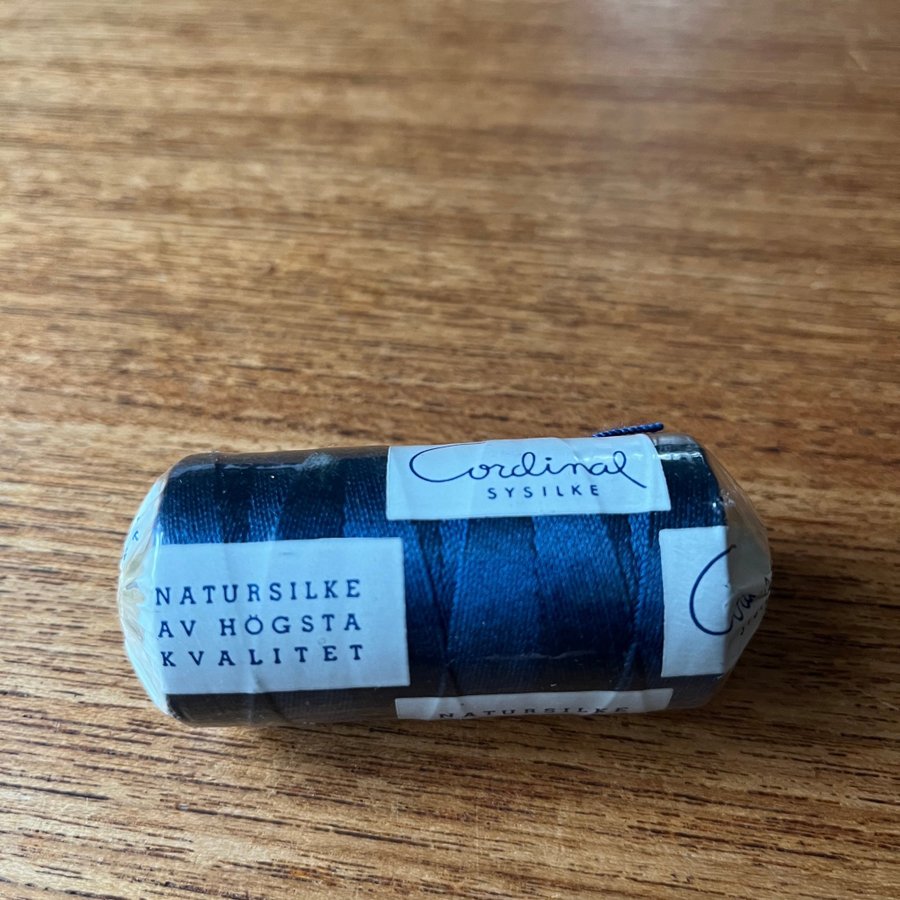 Cordinal
SYSILKE
NATURSILKE
AV HÖGSTA
KVALITET
NATURSILKE